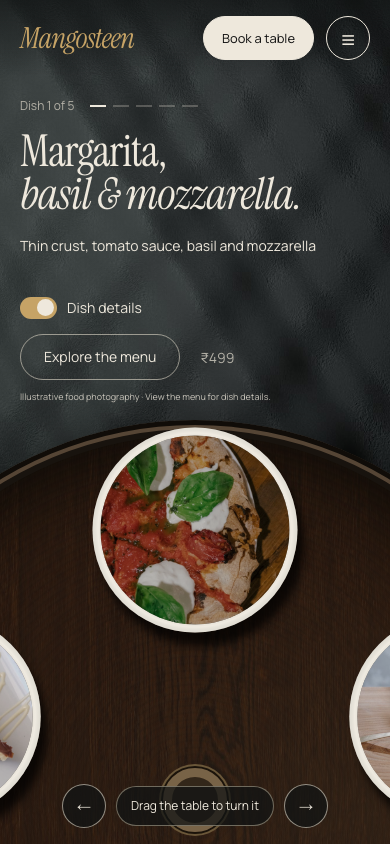 Mangosteen
Book a table
Dish 1 of 5
Margarita,
basil & mozzarella.
Thin crust, tomato sauce, basil and mozzarella
Dish details
Explore the menu
₹499
Illustrative food photography · View the menu for dish details.
← Drag the table to turn it →